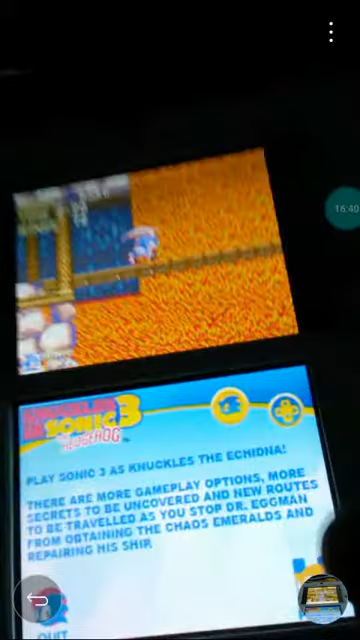 16:40
KNUCKLES
IN
SONIC 3
THE HEDGEHOG
PLAY SONIC 3 AS KNUCKLES THE ECHIDNA!
THERE ARE MORE GAMEPLAY OPTIONS, MORE
SECRETS TO BE UNCOVERED AND NEW ROUTES
TO BE TRAVELLED AS YOU STOP DR. EGGMAN
FROM OBTAINING THE CHAOS EMERALDS AND
REPAIRING HIS SHIP.
QUIT